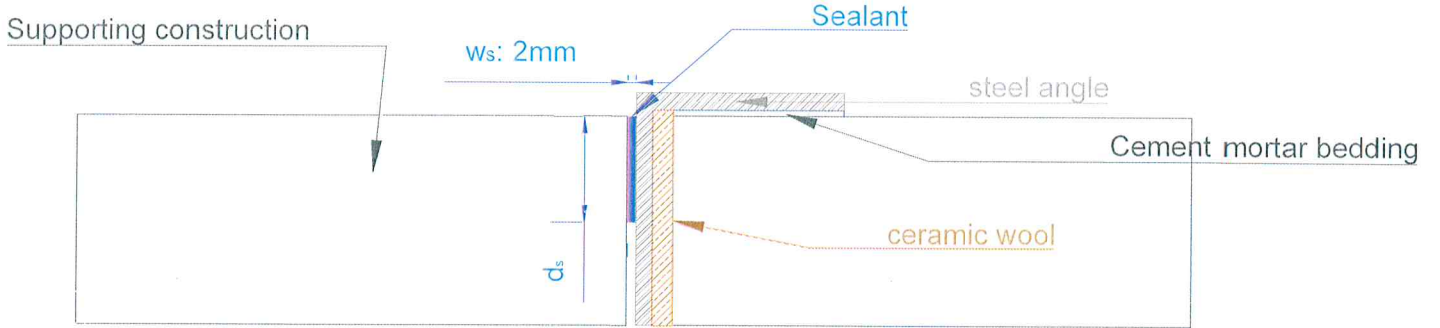 Sealant
Supporting construction
ws: 2mm
steel angle
Cement mortar bedding
ceramic wool
ds